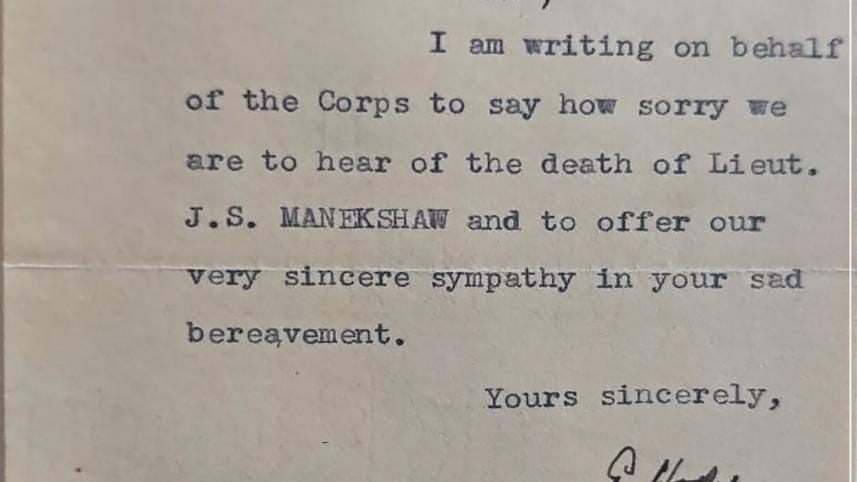 I am writing on behalf
of the Corps to say how sorry we
are to hear of the death of Lieut.
J.S. MANEKSHAW and to offer our
very sincere sympathy in your sad
bereavement.
Yours sincerely,